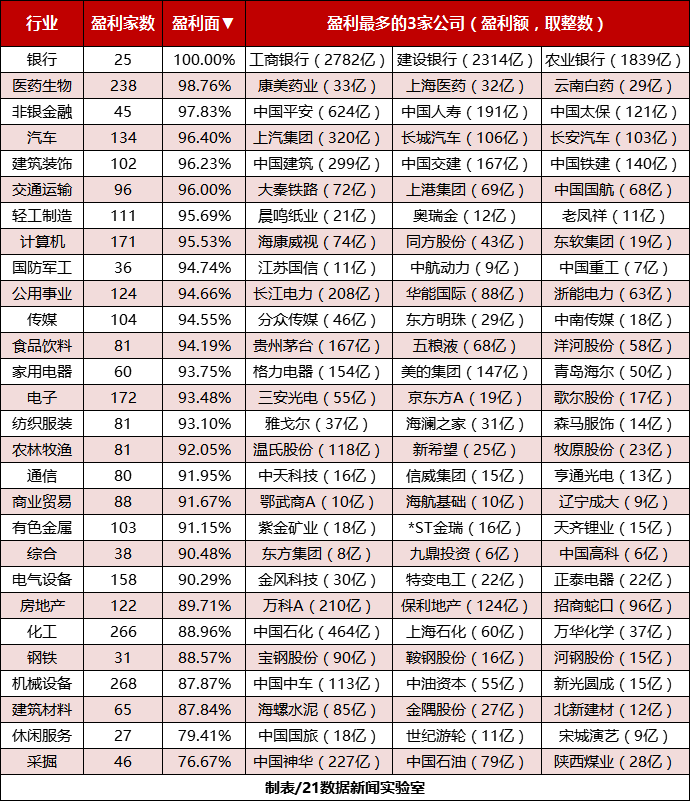 行业 盈利家数 盈利面▼ 盈利最多的3家公司（盈利额，取整数）
银行 25 100.00% 工商银行（2782亿） 建设银行（2314亿） 农业银行（1839亿）
医药生物 238 98.76% 康美药业（33亿） 上海医药（32亿） 云南白药（29亿）
非银金融 45 97.83% 中国平安（624亿） 中国人寿（191亿） 中国太保（121亿）
汽车 134 96.40% 上汽集团（320亿） 长城汽车（106亿） 长安汽车（103亿）
建筑装饰 102 96.23% 中国建筑（299亿） 中国交建（167亿） 中国铁建（140亿）
交通运输 96 96.00% 大秦铁路（72亿） 上港集团（69亿） 中国国航（68亿）
轻工制造 111 95.69% 晨鸣纸业（21亿） 奥瑞金（12亿） 老凤祥（11亿）
计算机 171 95.53% 海康威视（74亿） 同方股份（43亿） 东软集团（19亿）
国防军工 36 94.74% 江苏国信（11亿） 中航动力（9亿） 中国重工（7亿）
公用事业 124 94.66% 长江电力（208亿） 华能国际（88亿） 浙能电力（63亿）
传媒 104 94.55% 分众传媒（46亿） 东方明珠（29亿） 中南传媒（18亿）
食品饮料 81 94.19% 贵州茅台（167亿） 五粮液（68亿） 洋河股份（58亿）
家用电器 60 93.75% 格力电器（154亿） 美的集团（147亿） 青岛海尔（50亿）
电子 172 93.48% 三安光电（55亿） 京东方A（19亿） 歌尔股份（17亿）
纺织服装 81 93.10% 雅戈尔（37亿） 海澜之家（31亿） 森马服饰（14亿）
农林牧渔 81 92.05% 温氏股份（118亿） 新希望（25亿） 牧原股份（23亿）
通信 80 91.95% 中天科技（16亿） 信威集团（15亿） 亨通光电（13亿）
商业贸易 88 91.67% 鄂武商A（10亿） 海航基础（10亿） 辽宁成大（9亿）
有色金属 103 91.15% 紫金矿业（18亿） *ST金瑞（16亿） 天齐锂业（15亿）
综合 38 90.48% 东方集团（8亿） 九鼎投资（6亿） 中国高科（6亿）
电气设备 158 90.29% 金风科技（30亿） 特变电工（22亿） 正泰电器（22亿）
房地产 122 89.71% 万科A（210亿） 保利地产（124亿） 招商蛇口（96亿）
化工 266 88.96% 中国石化（464亿） 上海石化（60亿） 万华化学（37亿）
钢铁 31 88.57% 宝钢股份（90亿） 鞍钢股份（16亿） 河钢股份（15亿）
机械设备 268 87.87% 中国中车（113亿） 中油资本（55亿） 新光圆成（15亿）
建筑材料 65 87.84% 海螺水泥（85亿） 金隅股份（27亿） 北新建材（12亿）
休闲服务 27 79.41% 中国国旅（18亿） 世纪游轮（11亿） 宋城演艺（9亿）
采掘 46 76.67% 中国神华（227亿） 中国石油（79亿） 陕西煤业（28亿）
制表/21数据新闻实验室